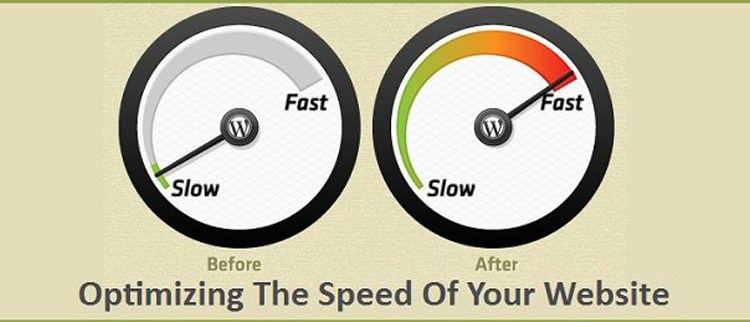 Fast
Slow
Before
Fast
Slow
After
Optimizing The Speed Of Your Website